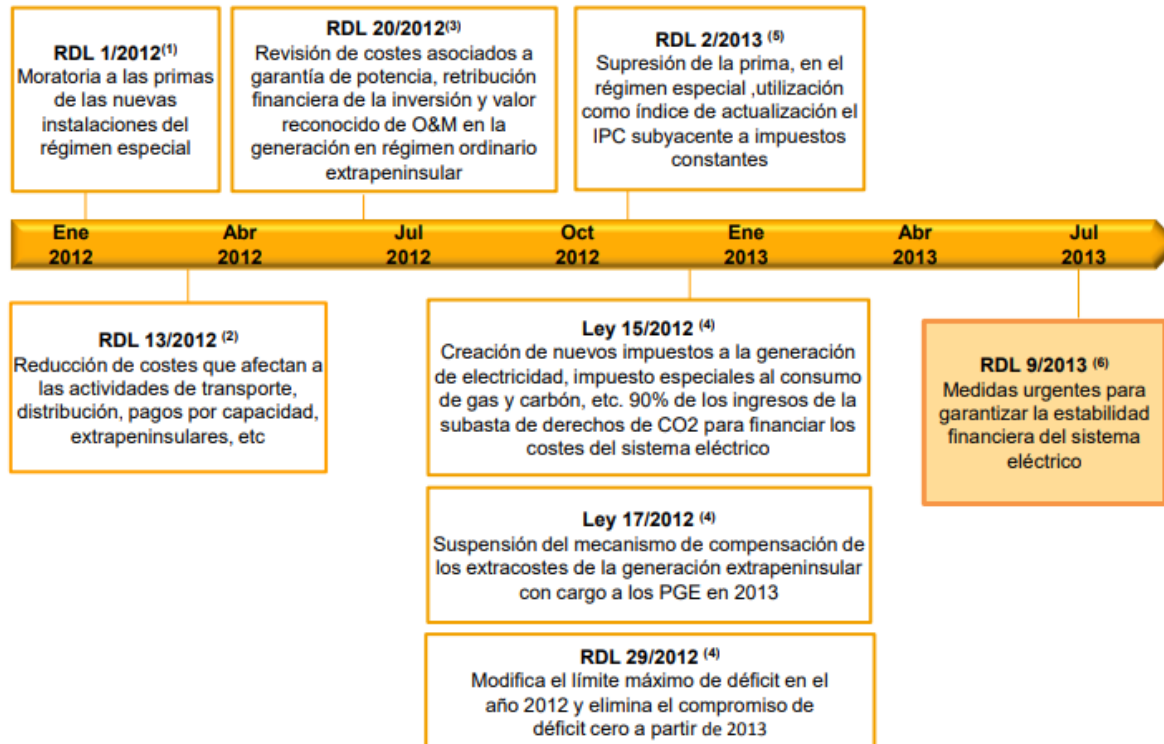 RDL 1/2012(1)
Moratoria a las primas
de las nuevas
instalaciones del
régimen especial
RDL 20/2012(3)
Revisión de costes asociados a
garantía de potencia, retribución
financiera de la inversión y valor
reconocido de O&M en la
generación en régimen ordinario
extrapeninsular
RDL 2/2013 (5)
Supresión de la prima, en el
régimen especial ,utilización
como índice de actualización el
IPC subyacente a impuestos
constantes
Ene
2012
Abr
2012
Jul
2012
Oct
2012
Ene
2013
Abr
2013
Jul
2013
RDL 13/2012 (2)
Reducción de costes que afectan a
las actividades de transporte,
distribución, pagos por capacidad,
extrapeninsulares, etc
Ley 15/2012 (4)
Creación de nuevos impuestos a la generación
de electricidad, impuesto especiales al consumo
de gas y carbón, etc. 90% de los ingresos de la
subasta de derechos de CO2 para financiar los
costes del sistema eléctrico
Ley 17/2012 (4)
Suspensión del mecanismo de compensación de
los extracostes de la generación extrapeninsular
con cargo a los PGE en 2013
RDL 29/2012 (4)
Modifica el límite máximo de déficit en el
año 2012 y elimina el compromiso de
déficit cero a partir de 2013
RDL 9/2013 (6)
Medidas urgentes para
garantizar la estabilidad
financiera del sistema
eléctrico